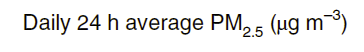 Daily 24 h average PM₂.₅ (μg m⁻³)